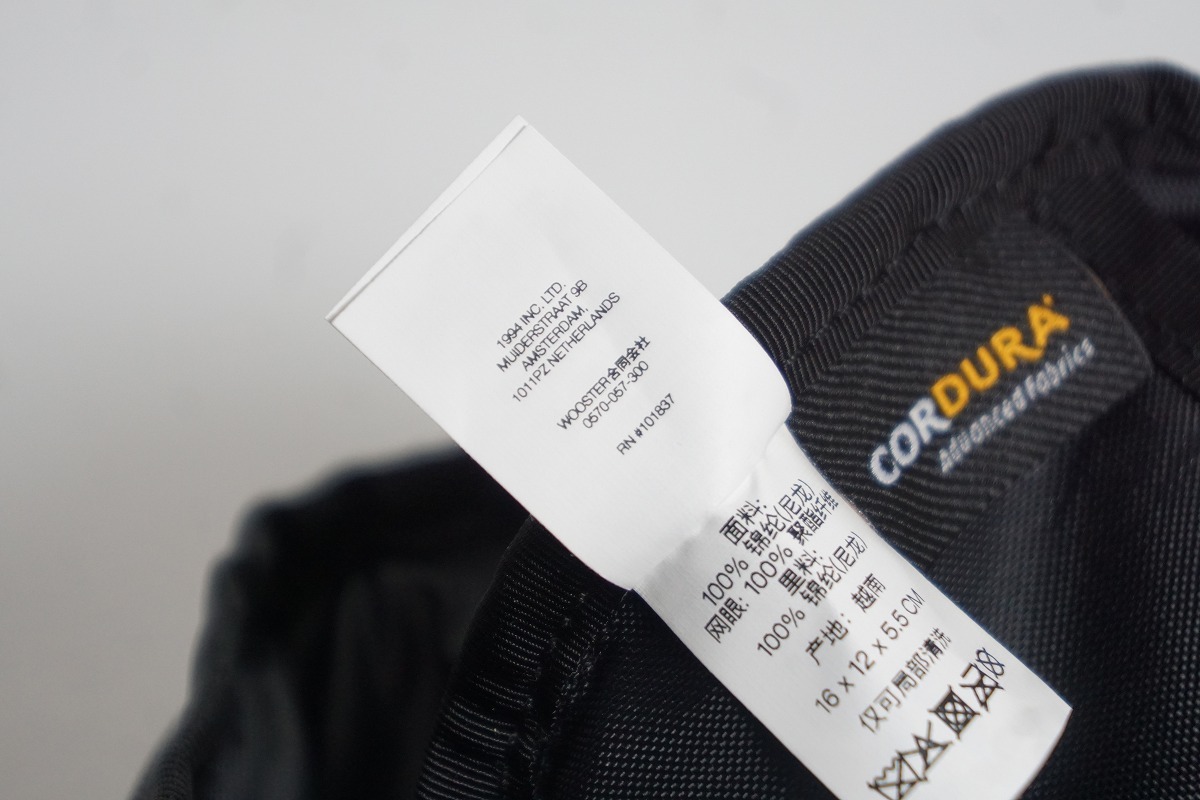 1994 INC. LTD.
MUIDERSTRAAT 9B
AMSTERDAM,
1011PZ NETHERLANDS
WOOSTER合同会社
0570-057-300
RN #101837
面料:
100% 锦纶(尼龙)
网眼: 100% 聚酯纤维
里料:
100% 锦纶(尼龙)
产地: 越南
16 x 12 x 5.5 CM
仅可局部清洗
CORDURA
Advanced Fabrics